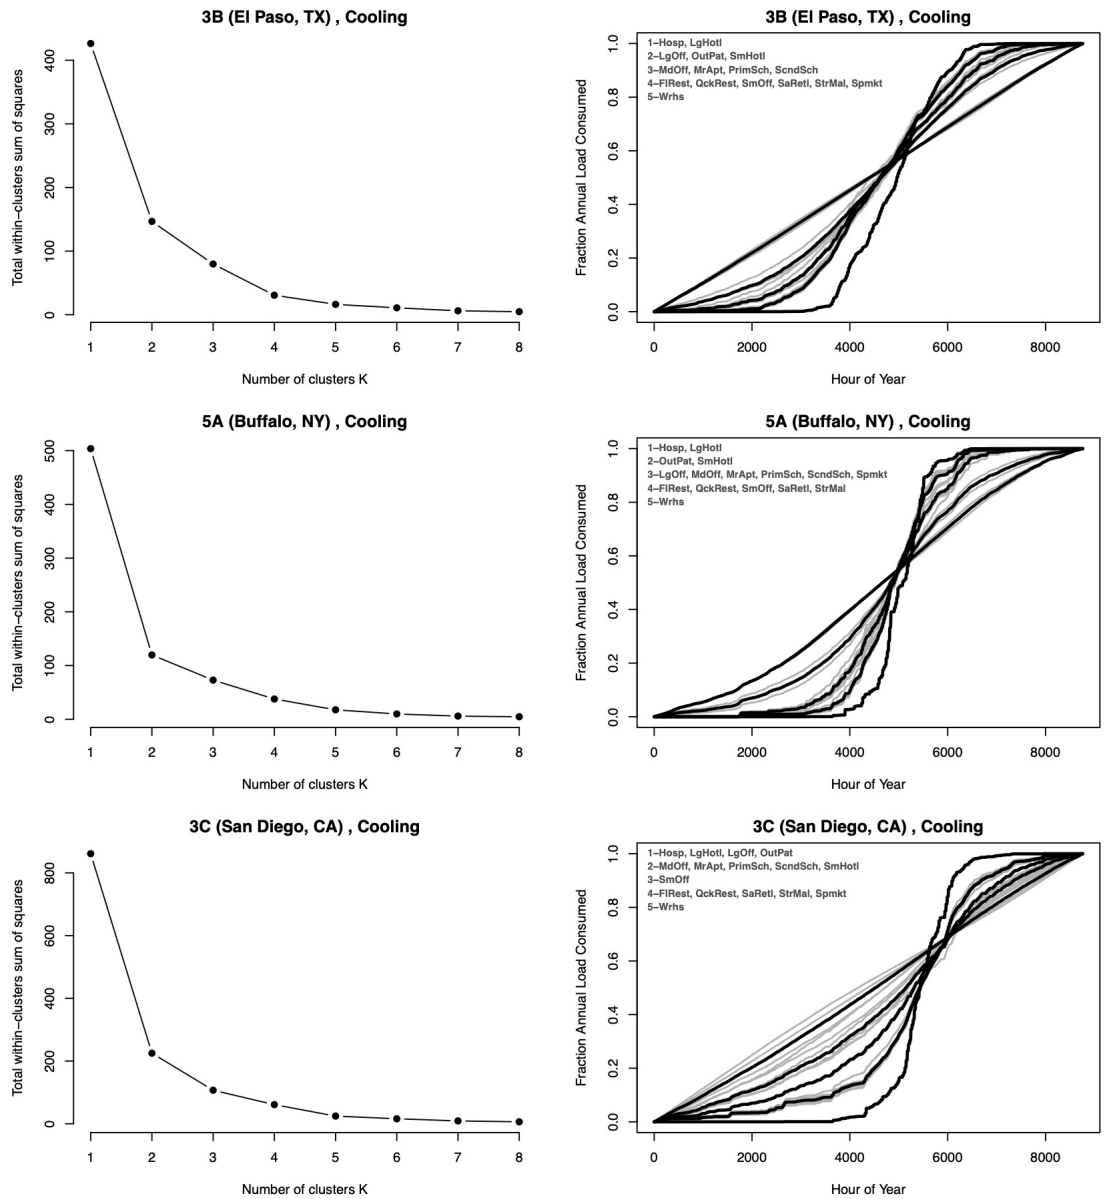 3B (El Paso, TX) , Cooling
Total within−clusters sum of squares
400
300
200
100
0
1 2 3 4 5 6 7 8
Number of clusters K
3B (El Paso, TX) , Cooling
1−Hosp, LgHotl
2−LgOff, OutPat, SmHotl
3−MdOff, MrApt, PrimSch, ScndSch
4−FlRest, QckRest, SmOff, SaRetl, StrMal, Spmkt
5−Wrhs
Fraction Annual Load Consumed
1.0
0.8
0.6
0.4
0.2
0.0
0 2000 4000 6000 8000
Hour of Year
5A (Buffalo, NY) , Cooling
Total within−clusters sum of squares
500
400
300
200
100
0
1 2 3 4 5 6 7 8
Number of clusters K
5A (Buffalo, NY) , Cooling
1−Hosp, LgHotl
2−OutPat, SmHotl
3−LgOff, MdOff, MrApt, PrimSch, ScndSch, Spmkt
4−FlRest, QckRest, SmOff, SaRetl, StrMal
5−Wrhs
Fraction Annual Load Consumed
1.0
0.8
0.6
0.4
0.2
0.0
0 2000 4000 6000 8000
Hour of Year
3C (San Diego, CA) , Cooling
Total within−clusters sum of squares
800
600
400
200
0
1 2 3 4 5 6 7 8
Number of clusters K
3C (San Diego, CA) , Cooling
1−Hosp, LgHotl, LgOff, OutPat
2−MdOff, MrApt, PrimSch, ScndSch, SmHotl
3−SmOff
4−FlRest, QckRest, SaRetl, StrMal, Spmkt
5−Wrhs
Fraction Annual Load Consumed
1.0
0.8
0.6
0.4
0.2
0.0
0 2000 4000 6000 8000
Hour of Year